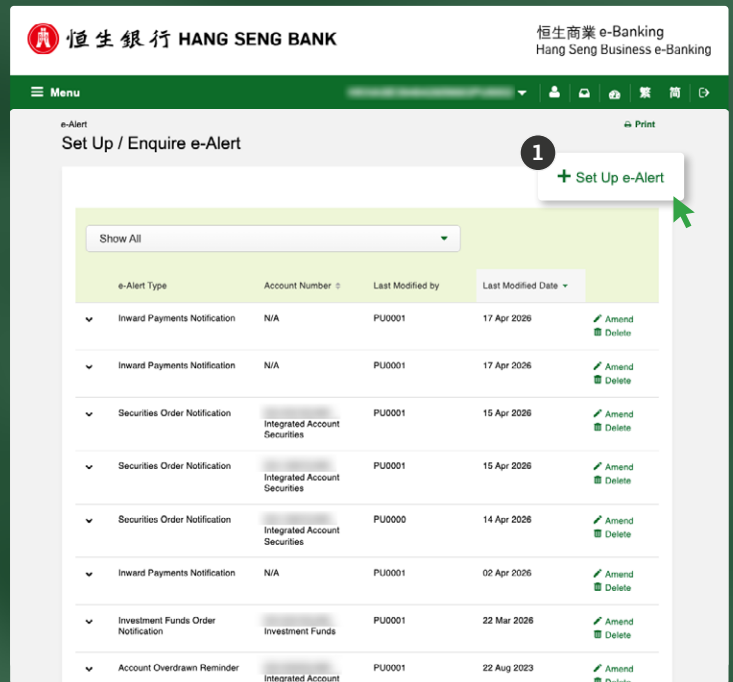 恒生銀行 HANG SENG BANK
恒生商業 e-Banking
Hang Seng Business e-Banking
Menu
繁 简
e-Alert
Print
Set Up / Enquire e-Alert
1
+ Set Up e-Alert
Show All
e-Alert Type Account Number Last Modified by Last Modified Date
Inward Payments Notification N/A PU0001 17 Apr 2026 Amend
Delete
Inward Payments Notification N/A PU0001 17 Apr 2026 Amend
Delete
Securities Order Notification PU0001 15 Apr 2026 Amend
Integrated Account Delete
Securities
Securities Order Notification PU0001 15 Apr 2026 Amend
Integrated Account Delete
Securities
Securities Order Notification PU0000 14 Apr 2026 Amend
Integrated Account Delete
Securities
Inward Payments Notification N/A PU0001 02 Apr 2026 Amend
Delete
Investment Funds Order PU0001 22 Mar 2026 Amend
Notification Investment Funds Delete
Account Overdrawn Reminder PU0001 22 Aug 2023 Amend
Integrated Account Delete